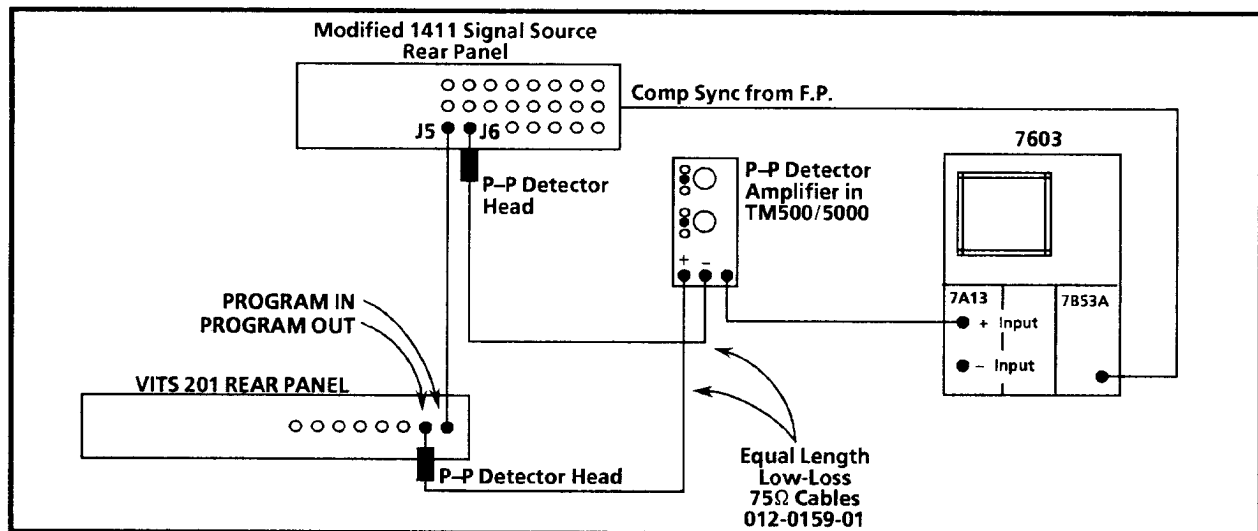 Modified 1411 Signal Source
Rear Panel
J5
J6
Comp Sync from F.P.
P–P Detector
Head
P–P Detector
Amplifier in
TM500/5000
+ –
7603
7A13
7B53A
+ Input
– Input
PROGRAM IN
PROGRAM OUT
VITS 201 REAR PANEL
P–P Detector Head
Equal Length
Low-Loss
75Ω Cables
012-0159-01